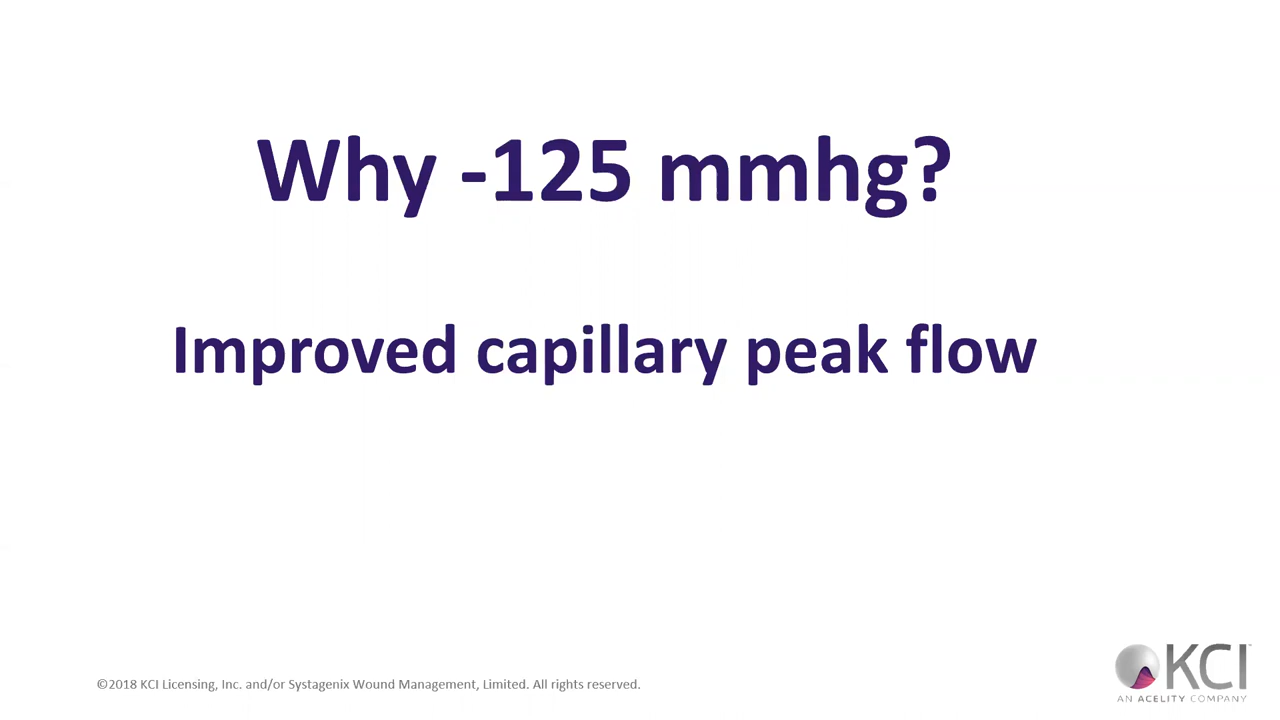 Why -125 mmhg?
Improved capillary peak flow
©2018 KCI Licensing, Inc. and/or Systagenix Wound Management, Limited. All rights reserved.
KCI™
AN ACELITY COMPANY